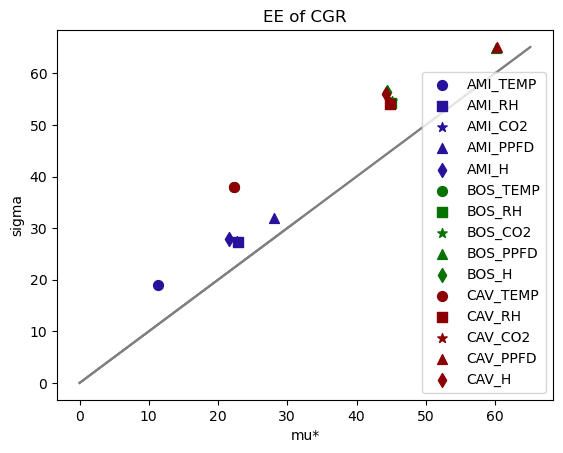 EE of CGR
sigma
60
50
40
30
20
10
0
0 10 20 30 40 50 60
mu*
AMI_TEMP
AMI_RH
AMI_CO2
AMI_PPFD
AMI_H
BOS_TEMP
BOS_RH
BOS_CO2
BOS_PPFD
BOS_H
CAV_TEMP
CAV_RH
CAV_CO2
CAV_PPFD
CAV_H